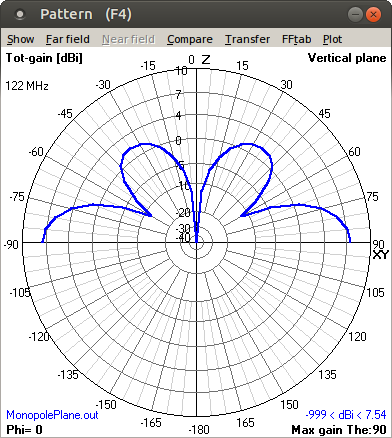 Pattern (F4)
Show Far field Near field Compare Transfer FFtab Plot
Tot-gain [dBi] Vertical plane
122 MHz
0 Z
-15 15
-30 30
-45 45
-60 60
-75 75
-90 90
XY
-105 105
-120 120
-135 135
-150 150
-165 165
-180
10
7
4
0
-5
-10
-20
-30
-40
MonopolePlane.out -999 < dBi < 7.54
Phi= 0 Max gain The:90